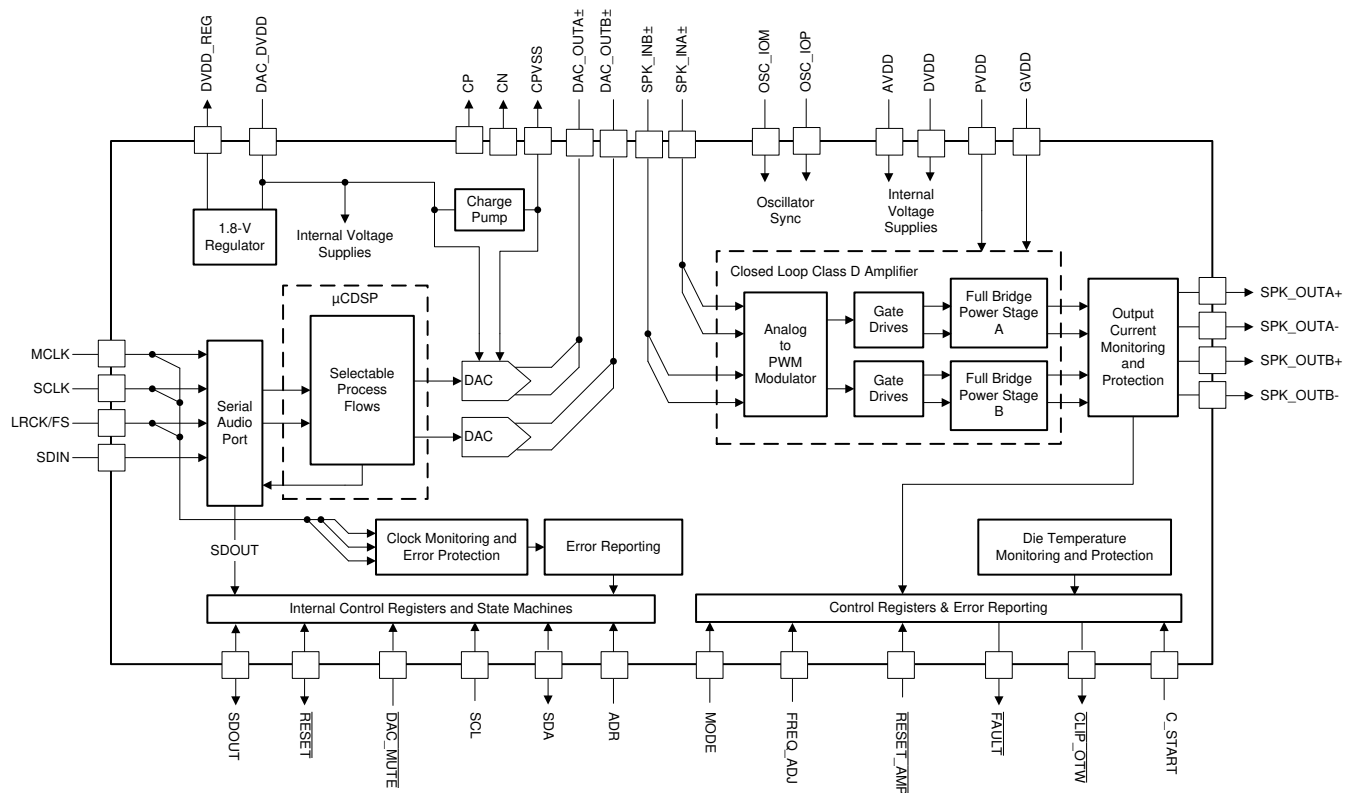 DVDD_REG
DAC_DVDD
CP
CN
CPVSS
DAC_OUTA±
DAC_OUTB±
SPK_INB±
SPK_INA±
OSC_IOM
OSC_IOP
AVDD
DVDD
PVDD
GVDD
1.8-V
Regulator
Internal Voltage
Supplies
Charge
Pump
Oscillator
Sync
Internal
Voltage
Supplies
Closed Loop Class D Amplifier
µCDSP
MCLK
SCLK
LRCK/FS
SDIN
Serial
Audio
Port
Selectable
Process
Flows
DAC
DAC
Analog
to
PWM
Modulator
Gate
Drives
Gate
Drives
Full Bridge
Power Stage
A
Full Bridge
Power Stage
B
Output
Current
Monitoring
and
Protection
SPK_OUTA+
SPK_OUTA-
SPK_OUTB+
SPK_OUTB-
SDOUT
Clock Monitoring and
Error Protection
Error Reporting
Die Temperature
Monitoring and Protection
Internal Control Registers and State Machines
Control Registers & Error Reporting
SDOUT
RESET
DAC_MUTE
SCL
SDA
ADR
MODE
FREQ_ADJ
RESET_AMP
FAULT
CLIP_OTW
C_START